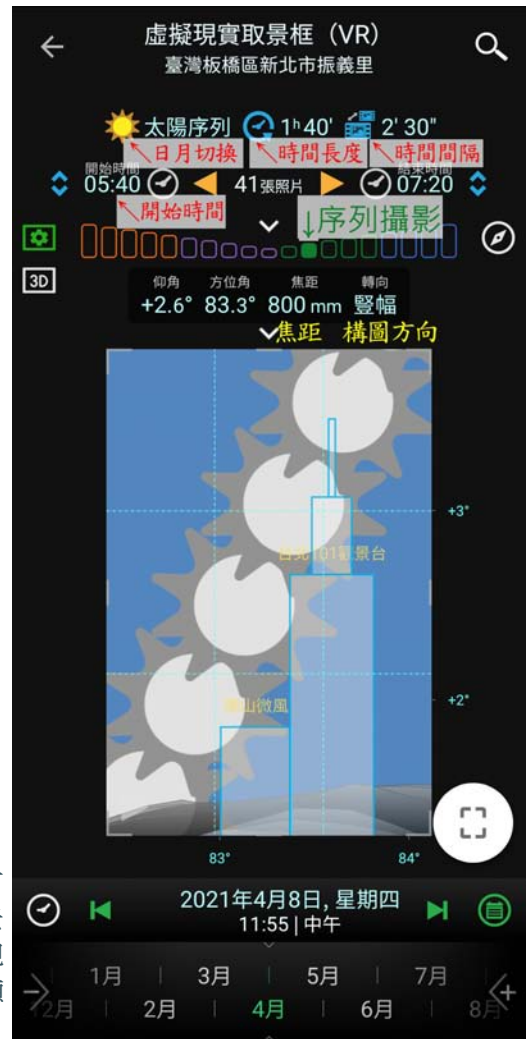 虛擬現實取景框（VR）
臺灣板橋區新北市振義里
太陽序列 1ʰ40' 2' 30"
↖日月切換 ↖時間長度 ↖時間間隔
開始時間 結束時間
05:40 41張照片 07:20
↖開始時間 ↓序列攝影
3D
仰角 方位角 焦距 轉向
+2.6° 83.3° 800 mm 豎幅
焦距 構圖方向
+3°
台北101觀景台
+2°
山微風
83° 84°
2021年4月8日, 星期四
11:55 | 中午
1月 3月 5月 7月
2月 2月 4月 6月 8月